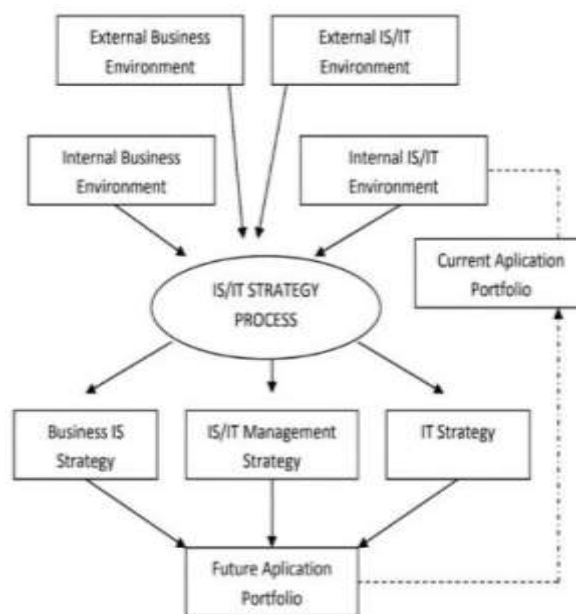 External Business
Environment
External IS/IT
Environment
Internal Business
Environment
Internal IS/IT
Environment
Current Aplication
Portfolio
IS/IT STRATEGY
PROCESS
Business IS
Strategy
IS/IT Management
Strategy
IT Strategy
Future Aplication
Portfolio